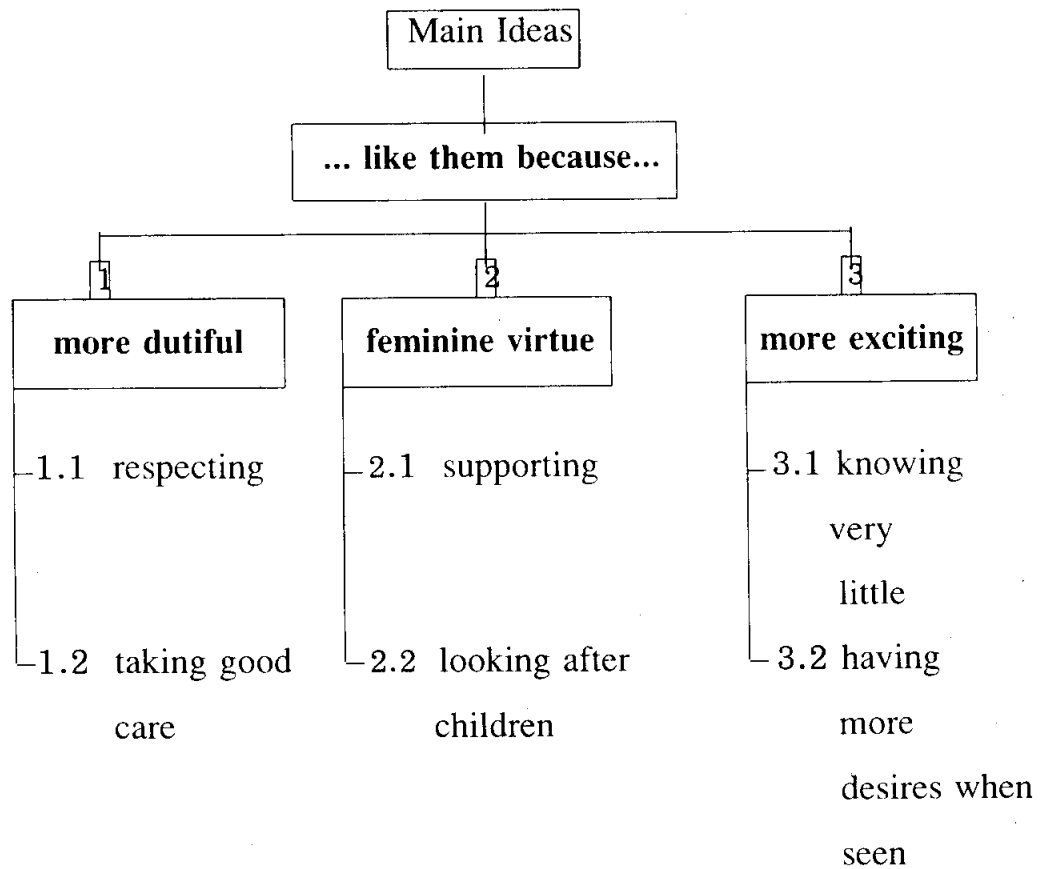 Main Ideas
... like them because...
1
2
3
more dutiful
feminine virtue
more exciting
1.1 respecting
2.1 supporting
3.1 knowing
very
little
1.2 taking good
care
2.2 looking after
children
3.2 having
more
desires when
seen